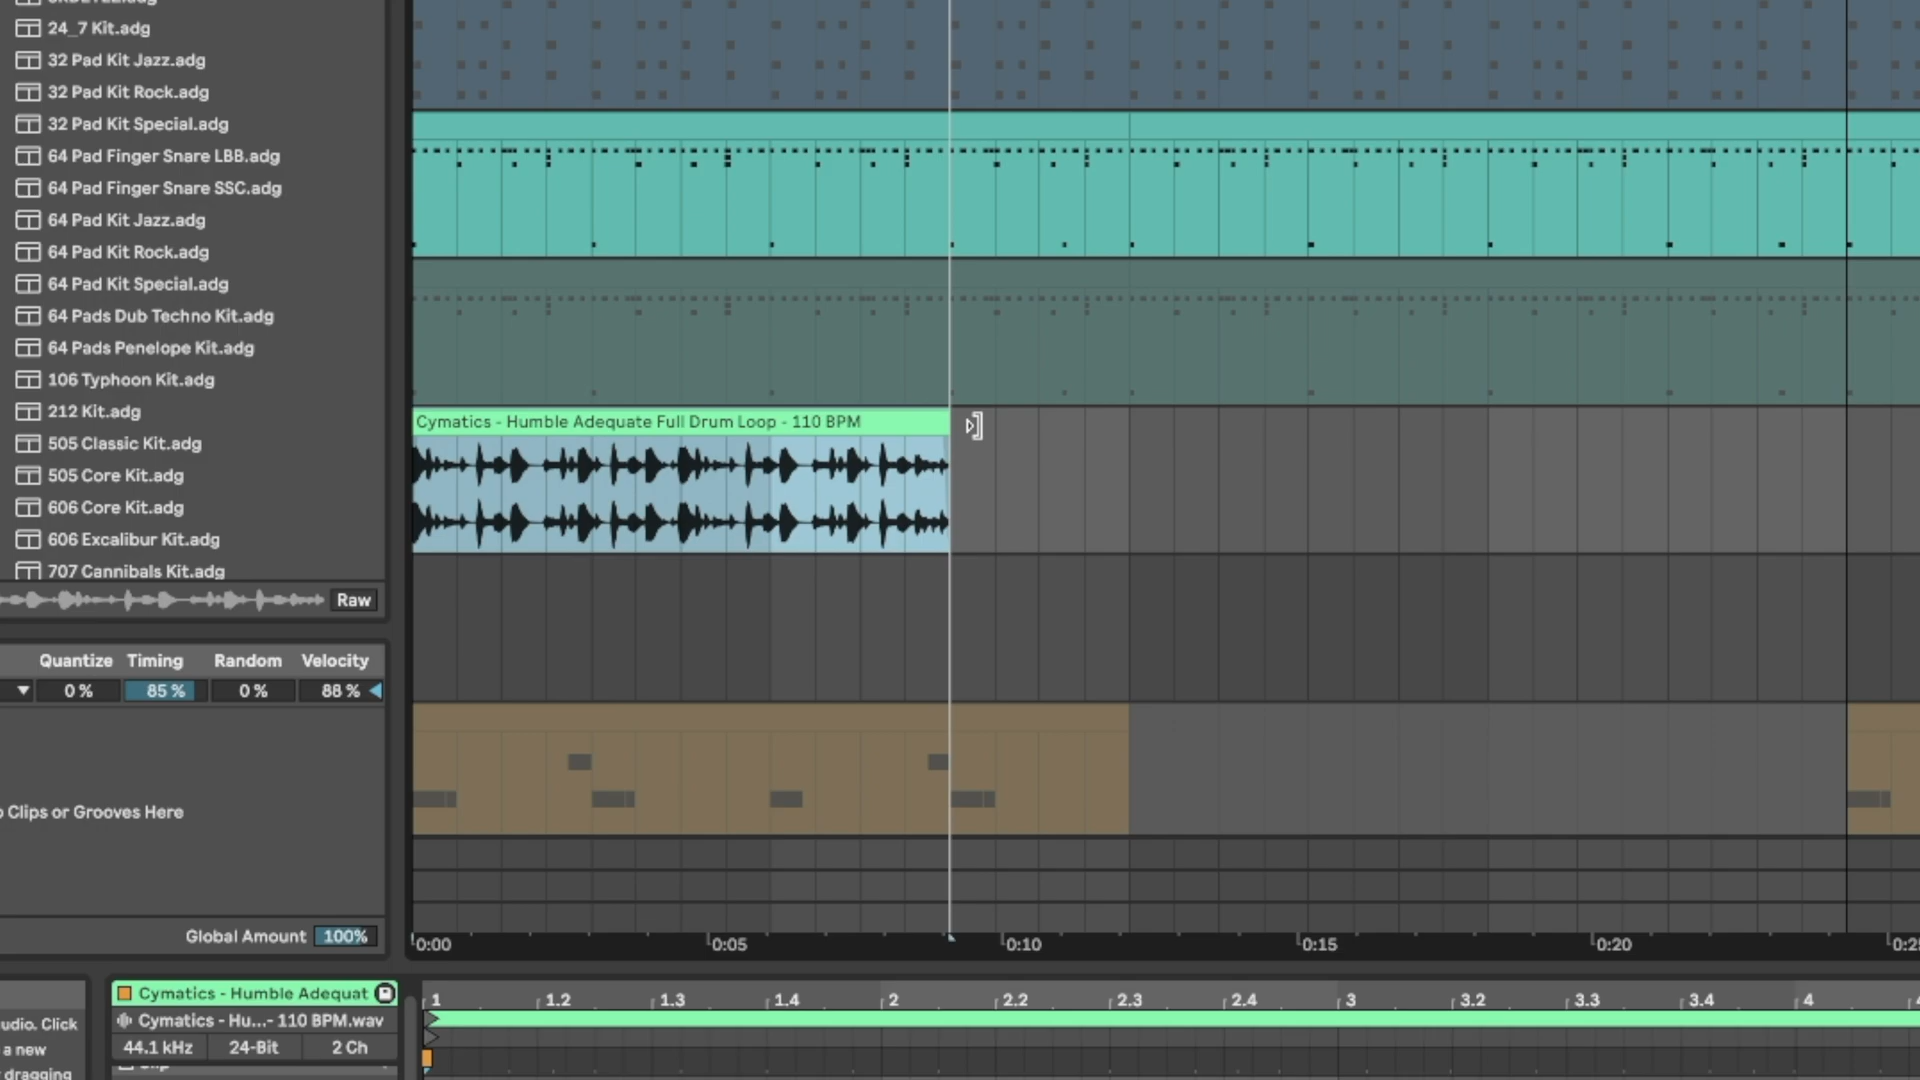 24_7 Kit.adg
32 Pad Kit Jazz.adg
32 Pad Kit Rock.adg
32 Pad Kit Special.adg
64 Pad Finger Snare LBB.adg
64 Pad Finger Snare SSC.adg
64 Pad Kit Jazz.adg
64 Pad Kit Rock.adg
64 Pad Kit Special.adg
64 Pads Dub Techno Kit.adg
64 Pads Penelope Kit.adg
106 Typhoon Kit.adg
212 Kit.adg
505 Classic Kit.adg
505 Core Kit.adg
606 Core Kit.adg
606 Excalibur Kit.adg
707 Cannibals Kit.adg
Raw
Quantize Timing Random Velocity
0 % 85 % 0 % 88 %
Clips or Grooves Here
Global Amount 100%
Cymatics - Humble Adequate Full Drum Loop - 110 BPM
0:00 0:05 0:10 0:15 0:20 0:25
udio. Click
a new
dragging
Cymatics - Humble Adequat
Cymatics - Hu...- 110 BPM.wav
44.1 kHz 24-Bit 2 Ch
1 1.2 1.3 1.4 2 2.2 2.3 2.4 3 3.2 3.3 3.4 4